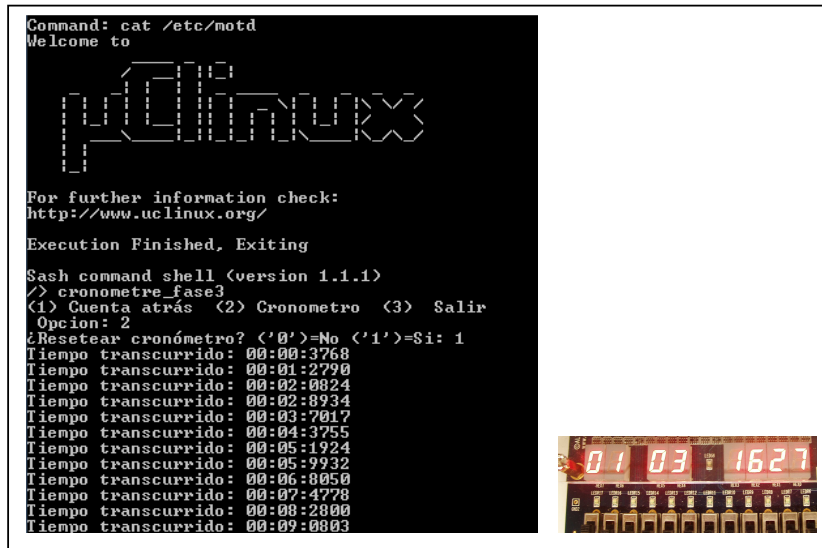 Command: cat /etc/motd
Welcome to
µClinux
For further information check:
http://www.uclinux.org/
Execution Finished, Exiting
Sash command shell (version 1.1.1)
/> cronometre_fase3
(1) Cuenta atrás (2) Cronometro (3) Salir
Opcion: 2
¿Resetear cronómetro? ('0')=No ('1')=Si: 1
Tiempo transcurrido: 00:00:3768
Tiempo transcurrido: 00:01:2790
Tiempo transcurrido: 00:02:0824
Tiempo transcurrido: 00:02:8934
Tiempo transcurrido: 00:03:7017
Tiempo transcurrido: 00:04:3755
Tiempo transcurrido: 00:05:1924
Tiempo transcurrido: 00:05:9932
Tiempo transcurrido: 00:06:8050
Tiempo transcurrido: 00:07:4778
Tiempo transcurrido: 00:08:2800
Tiempo transcurrido: 00:09:0803
01 03 1627